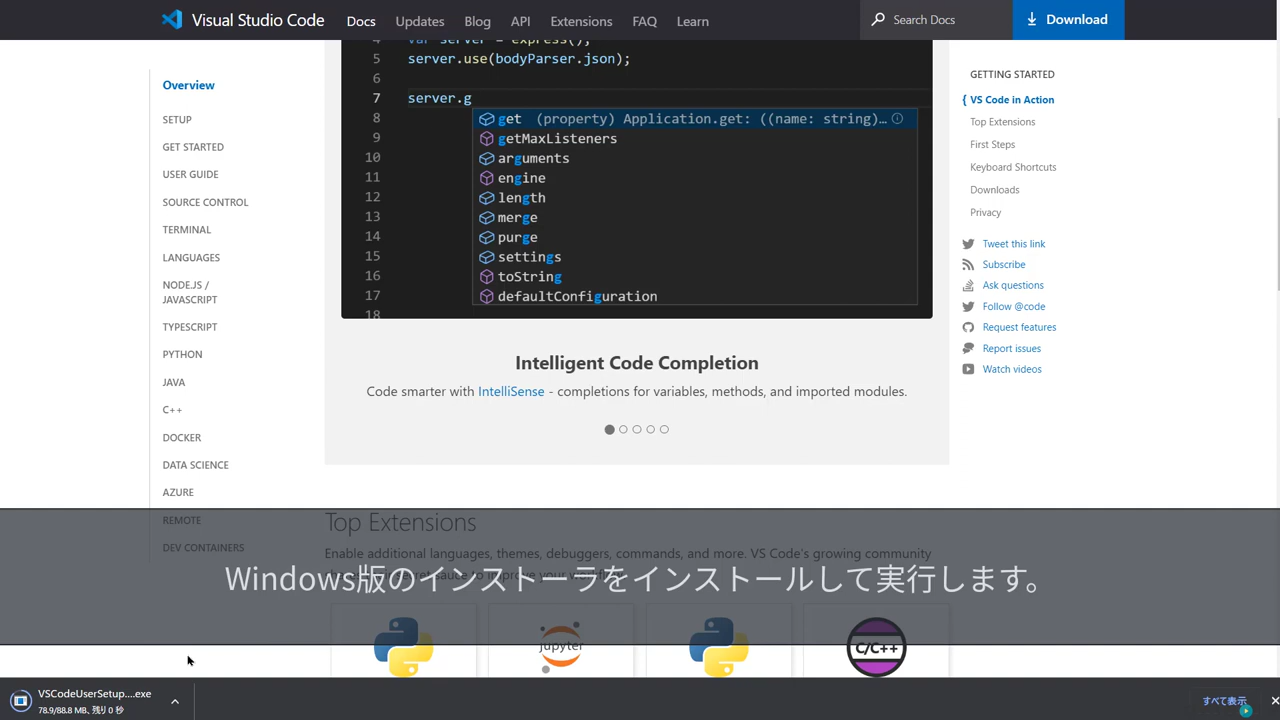 Visual Studio Code
Docs
Updates
Blog
API
Extensions
FAQ
Learn
Search Docs
Download
Overview
SETUP
GET STARTED
USER GUIDE
SOURCE CONTROL
TERMINAL
LANGUAGES
NODE.JS /
JAVASCRIPT
TYPESCRIPT
PYTHON
JAVA
C++
DOCKER
DATA SCIENCE
AZURE
REMOTE
DEV CONTAINERS
4 var server = express();
5 server.use(bodyParser.json);
6
7 server.g
8 get (property) Application.get: ((name: string)…
9 getMaxListeners
10 arguments
11 engine
12 length
13 merge
14 purge
15 settings
16 toString
17 defaultConfiguration
18
Intelligent Code Completion
Code smarter with IntelliSense - completions for variables, methods, and imported modules.
GETTING STARTED
{ VS Code in Action
Top Extensions
First Steps
Keyboard Shortcuts
Downloads
Privacy
Tweet this link
Subscribe
Ask questions
Follow @code
Request features
Report issues
Watch videos
Top Extensions
Enable additional languages, themes, debuggers, commands, and more. VS Code's growing community
Windows版のインストーラをインストールして実行します。
jupyter
C/C++
VSCodeUserSetup....exe
78.9/88.8 MB、残り 0 秒
すべて表示